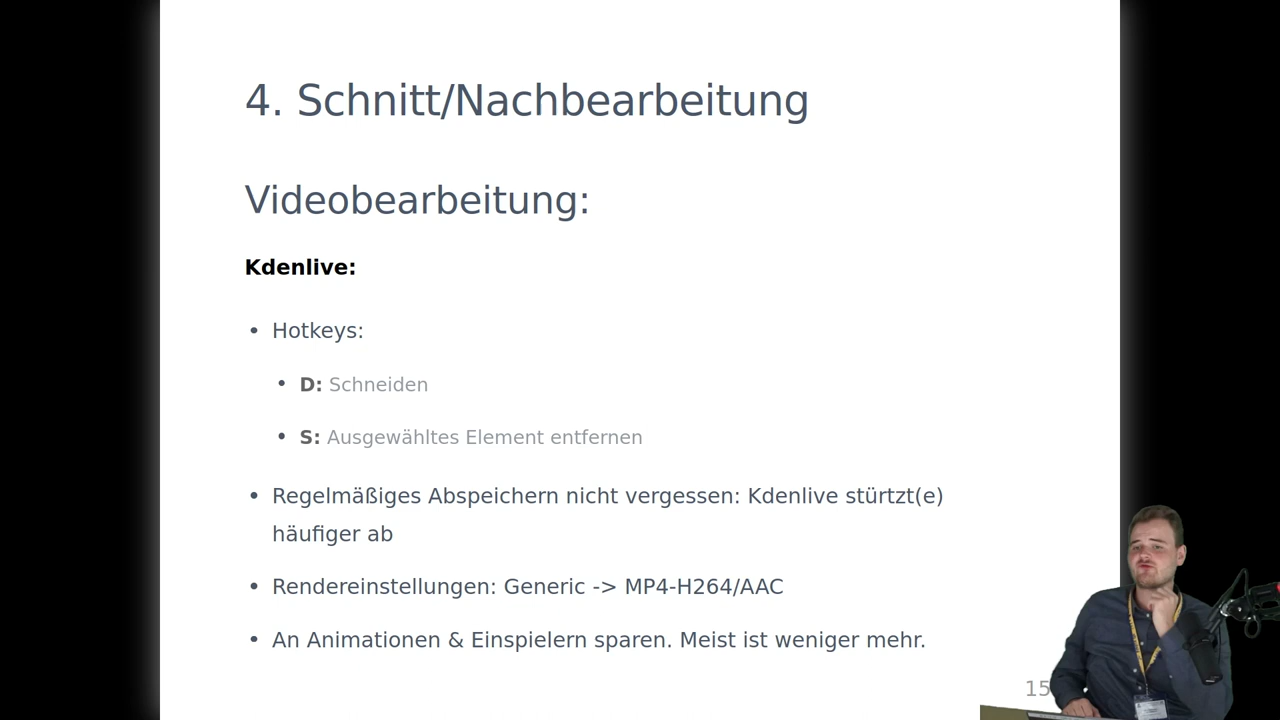 4. Schnitt/Nachbearbeitung
Videobearbeitung:
Kdenlive:
• Hotkeys:
• D: Schneiden
• S: Ausgewähltes Element entfernen
• Regelmäßiges Abspeichern nicht vergessen: Kdenlive stürtzt(e)
häufiger ab
• Rendereinstellungen: Generic -> MP4-H264/AAC
• An Animationen & Einspielern sparen. Meist ist weniger mehr.
15